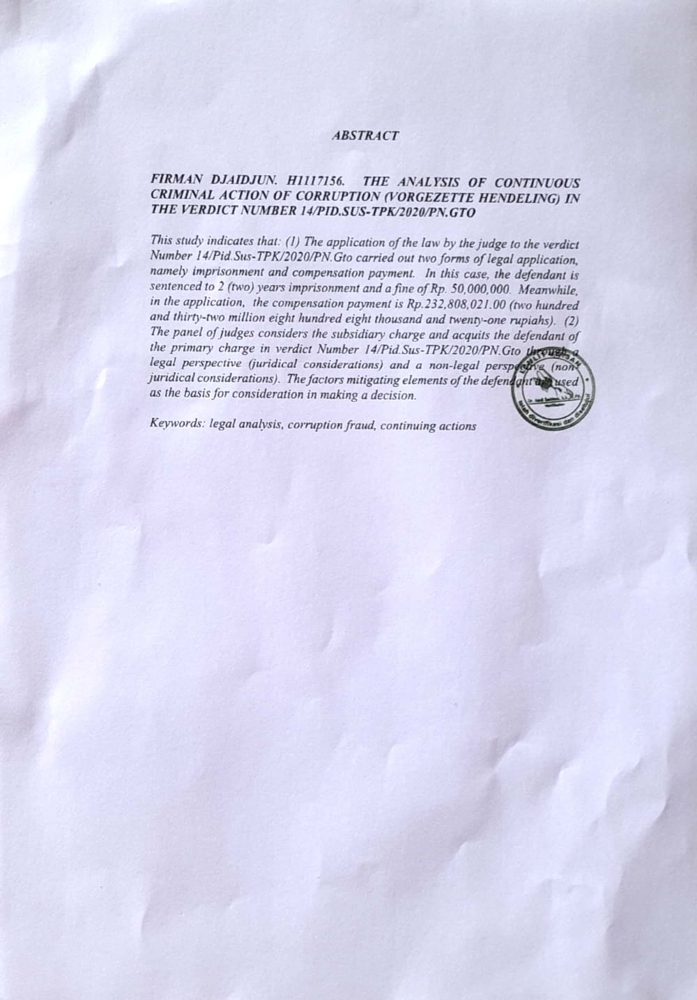 ABSTRACT
FIRMAN DJAIDJUN. H1117156. THE ANALYSIS OF CONTINUOUS
CRIMINAL ACTION OF CORRUPTION (VORGEZETTE HENDELING) IN
THE VERDICT NUMBER 14/PID.SUS-TPK/2020/PN.GTO
This study indicates that: (1) The application of the law by the judge to the verdict
Number 14/Pid.Sus-TPK/2020/PN.Gto carried out two forms of legal application,
namely imprisonment and compensation payment. In this case, the defendant is
sentenced to 2 (two) years imprisonment and a fine of Rp. 50,000,000. Meanwhile,
in the application, the compensation payment is Rp.232,808,021.00 (two hundred
and thirty-two million eight hundred eight thousand and twenty-one rupiahs). (2)
The panel of judges considers the subsidiary charge and acquits the defendant of
the primary charge in verdict Number 14/Pid.Sus-TPK/2020/PN.Gto through a
legal perspective (juridical considerations) and a non-legal perspective (non-
juridical considerations). The factors mitigating elements of the defendant are used
as the basis for consideration in making a decision.
Keywords: legal analysis, corruption fraud, continuing actions
telah diverifikasi dan disetujui